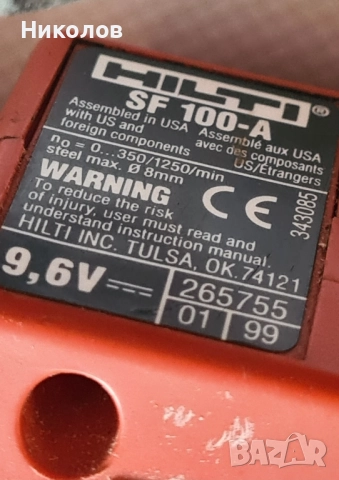 Николов
HILTI®
SF 100-A
Assembled in USA Assemblé aux USA
with US and avec des composants
foreign components US/Etrangers
no = 0...350/1250/min
steel max. Ø 8mm
WARNING CE
To reduce the risk
of injury, user must read and
understand instruction manual
HILTI INC. TULSA, OK.74121
343085
9,6V
265755
01 99
BAZAR